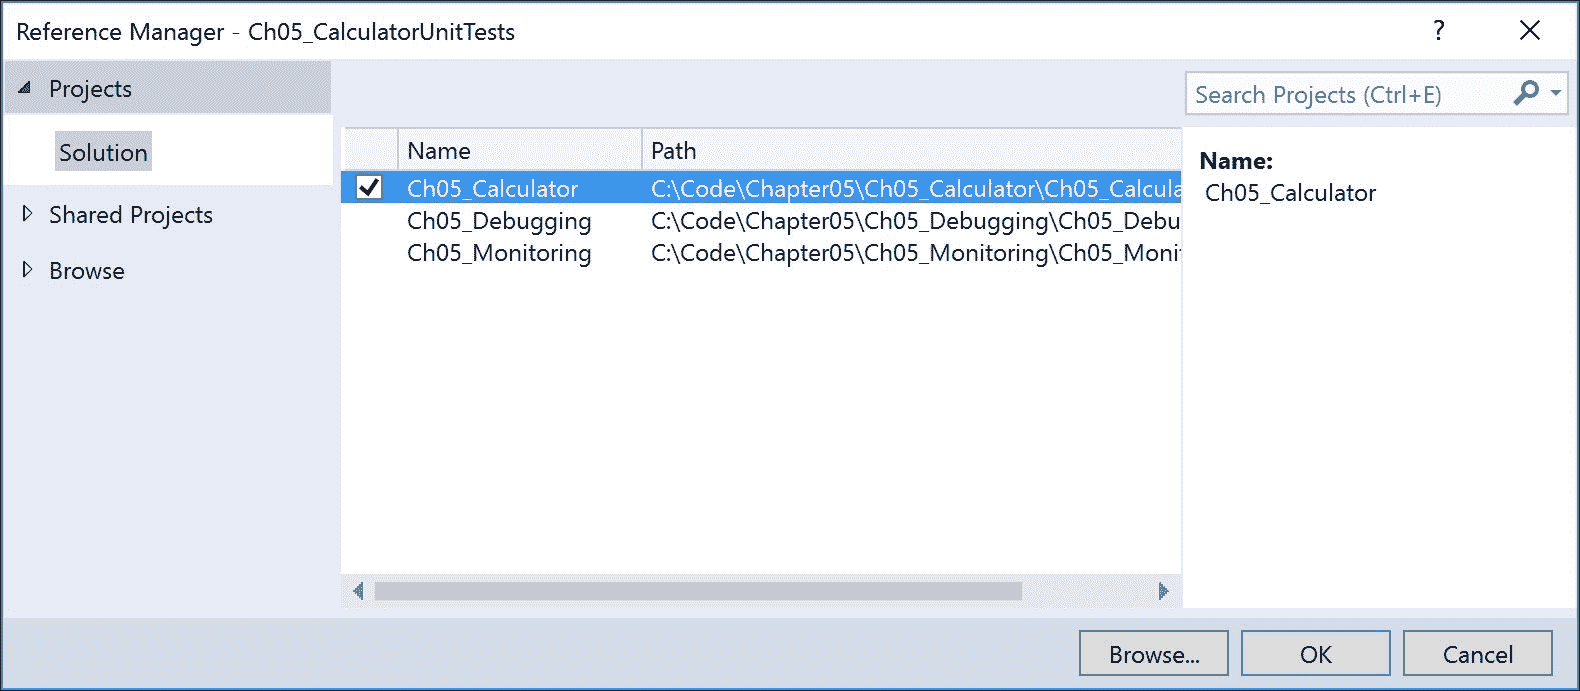 Reference Manager - Ch05_CalculatorUnitTests
?
Projects
Search Projects (Ctrl+E)
Solution
Shared Projects
Browse
Name Path
Ch05_Calculator C:\Code\Chapter05\Ch05_Calculator\Ch05_Calcula
Ch05_Debugging C:\Code\Chapter05\Ch05_Debugging\Ch05_Debu
Ch05_Monitoring C:\Code\Chapter05\Ch05_Monitoring\Ch05_Moni
Name:
Ch05_Calculator
Browse... OK Cancel